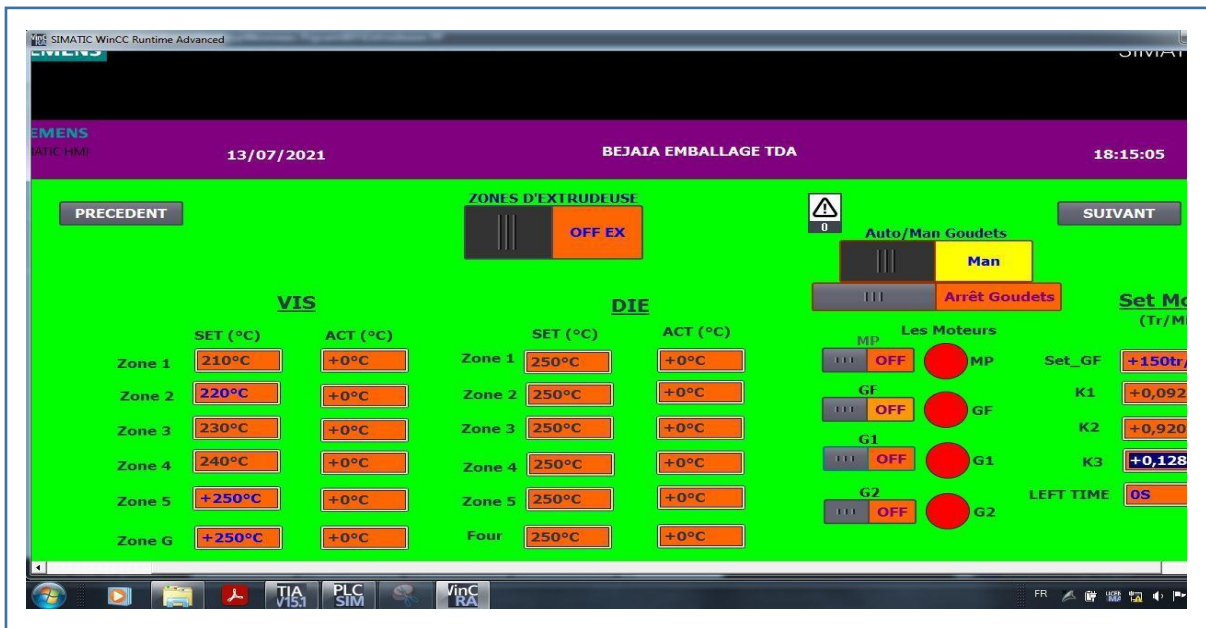 SIMATIC WinCC Runtime Advanced
EMENS
SIMAT
EMENS
ATIC HMI
13/07/2021
BEJAIA EMBALLAGE TDA
18:15:05
PRECEDENT
ZONES D'EXTRUDEUSE
OFF EX
0
SUIVANT
Auto/Man Goudets
Man
Arrêt Goudets
VIS
SET (°C) ACT (°C)
Zone 1 210°C +0°C
Zone 2 220°C +0°C
Zone 3 230°C +0°C
Zone 4 240°C +0°C
Zone 5 +250°C +0°C
Zone G +250°C +0°C
DIE
SET (°C) ACT (°C)
Zone 1 250°C +0°C
Zone 2 250°C +0°C
Zone 3 250°C +0°C
Zone 4 250°C +0°C
Zone 5 250°C +0°C
Four 250°C +0°C
Les Moteurs
MP
OFF MP
GF
OFF GF
G1
OFF G1
G2
OFF G2
Set Mo
(Tr/Mi
Set_GF +150tr/
K1 +0,092
K2 +0,920
K3 +0,128
LEFT TIME 0S
TIA V15.1
PLC SIM
WinC RA
FR